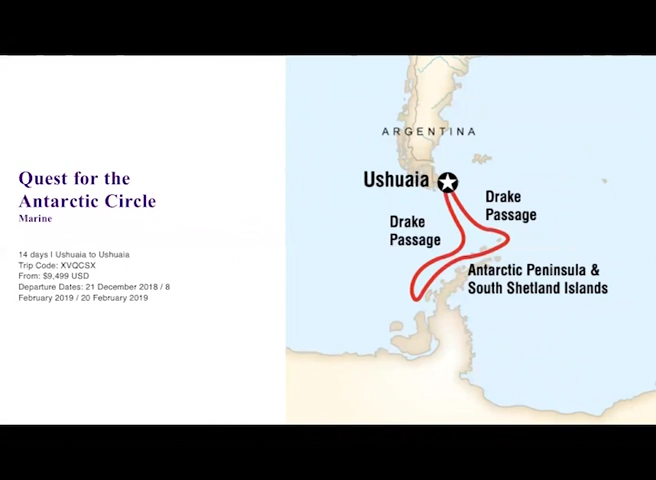 Quest for the
Antarctic Circle
Marine
14 days I Ushuaia to Ushuaia
Trip Code: XVQCSX
From: $9,499 USD
Departure Dates: 21 December 2018 / 8
February 2019 / 20 February 2019
ARGENTINA
Ushuaia
Drake
Passage
Drake
Passage
Antarctic Peninsula &
South Shetland Islands